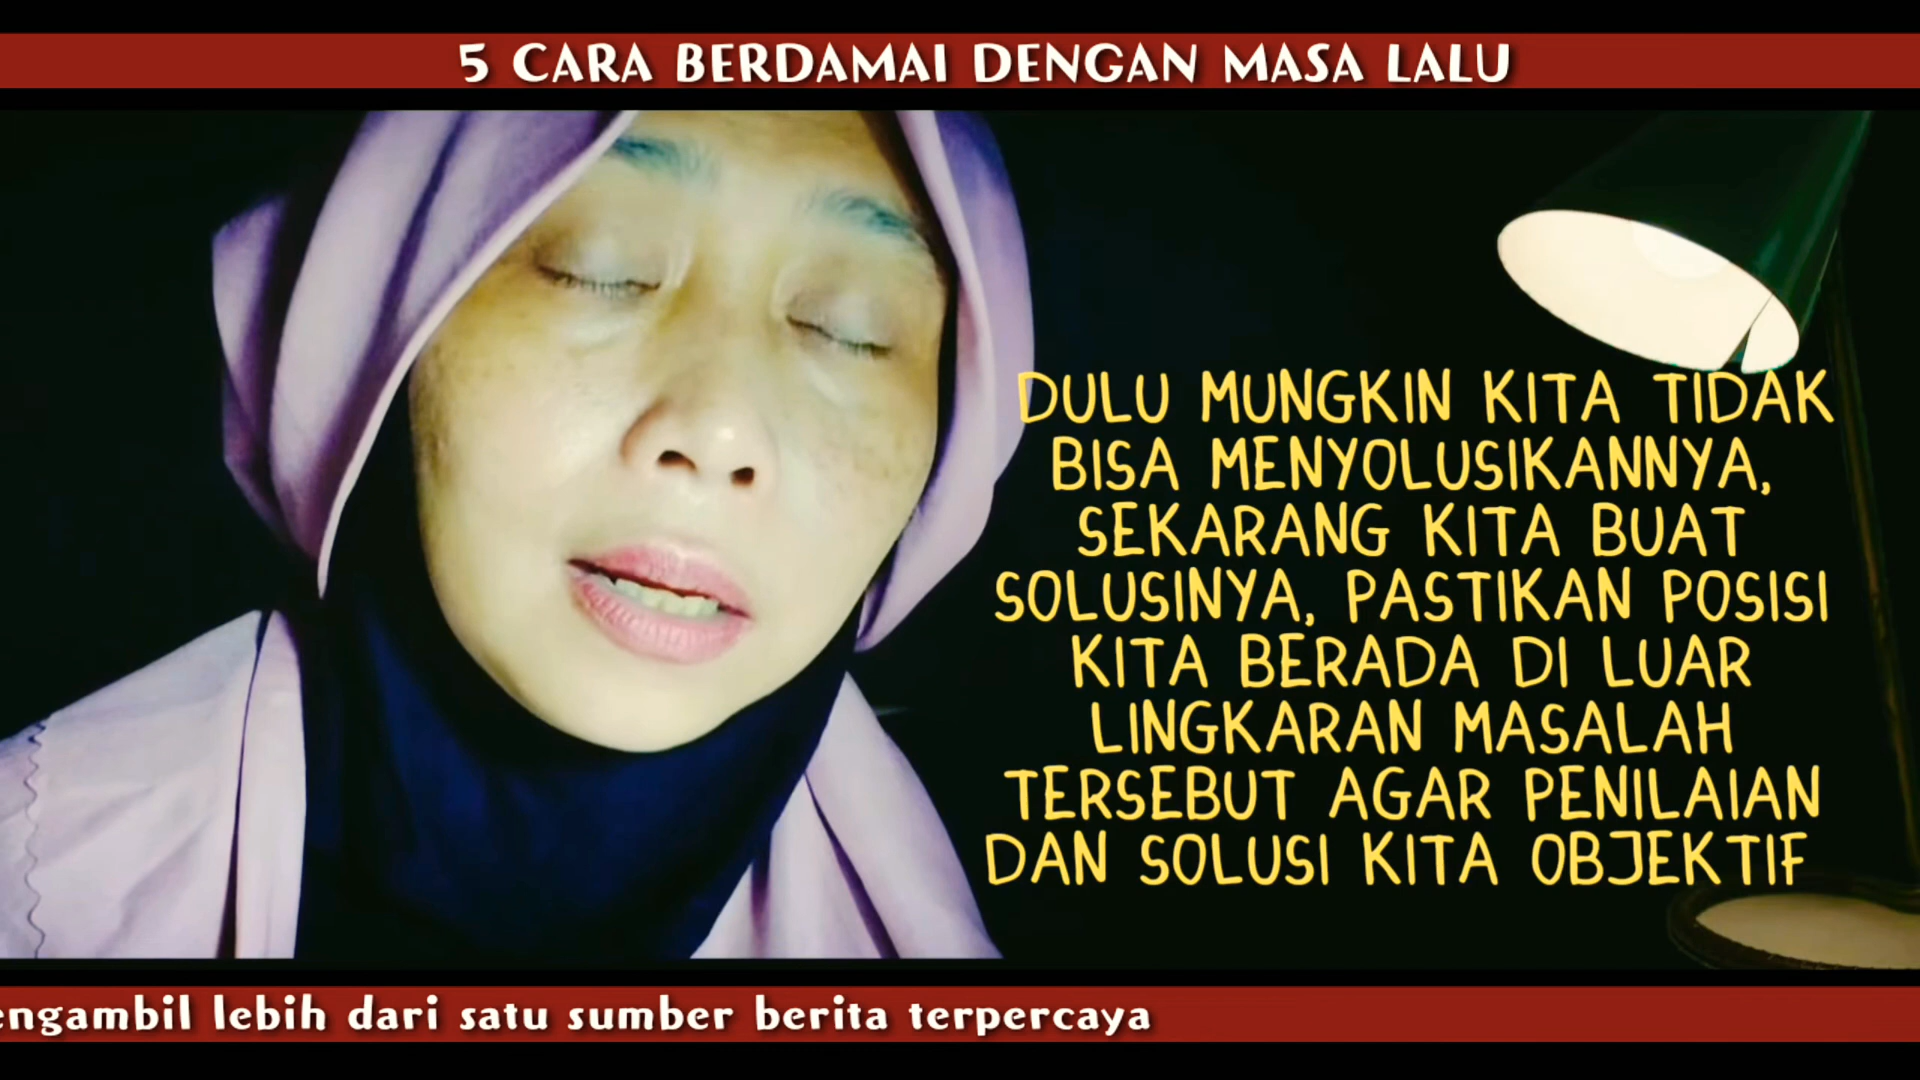 5 CARA BERDAMAI DENGAN MASA LALU
DULU MUNGKIN KITA TIDAK
BISA MENYOLUSIKANNYA,
SEKARANG KITA BUAT
SOLUSINYA, PASTIKAN POSISI
KITA BERADA DI LUAR
LINGKARAN MASALAH
TERSEBUT AGAR PENILAIAN
DAN SOLUSI KITA OBJEKTIF
engambil lebih dari satu sumber berita terpercaya